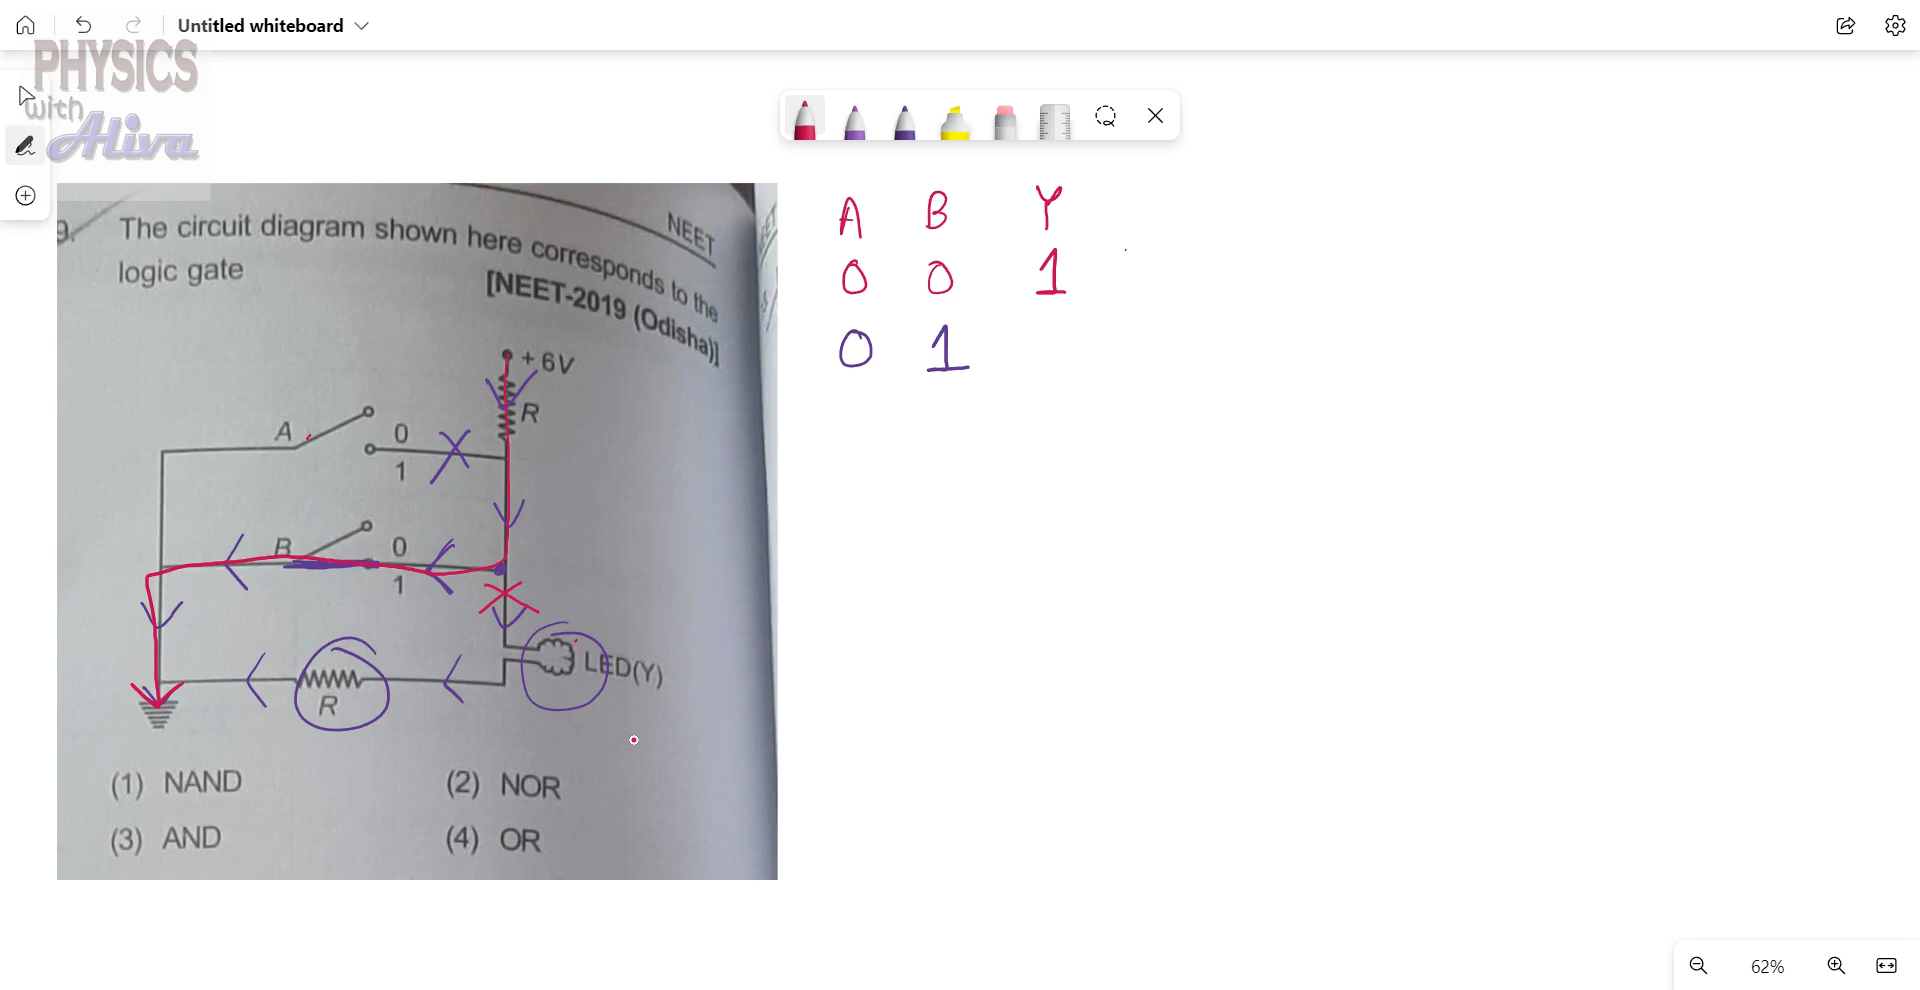 Untitled whiteboard
PHYSICS
with
Aliva
NEET
9. The circuit diagram shown here corresponds to the
logic gate
[NEET-2019 (Odisha)]
+ 6V
R
A
0
1
B
0
1
LED(Y)
R
(1) NAND
(2) NOR
(3) AND
(4) OR
A B Y
0 0 1
0 1
62%